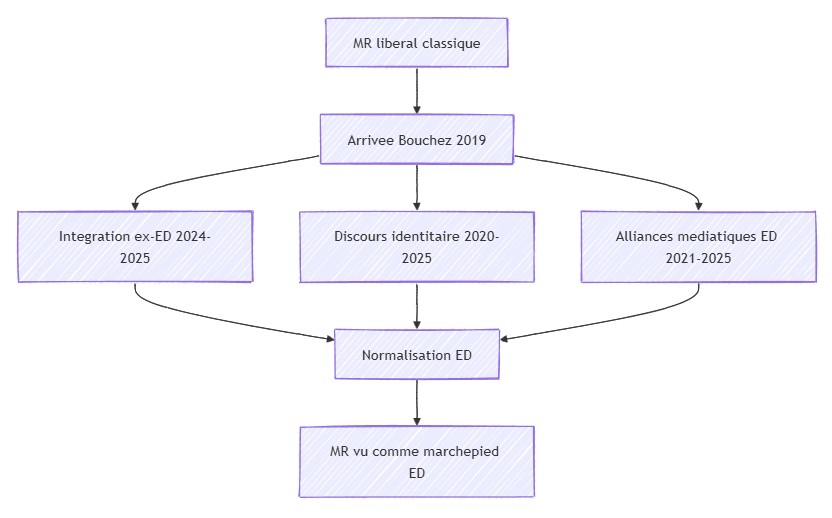 MR liberal classique
Arrivee Bouchez 2019
Integration ex-ED 2024-
2025
Discours identitaire 2020-
2025
Alliances mediatiques ED
2021-2025
Normalisation ED
MR vu comme marchepied
ED